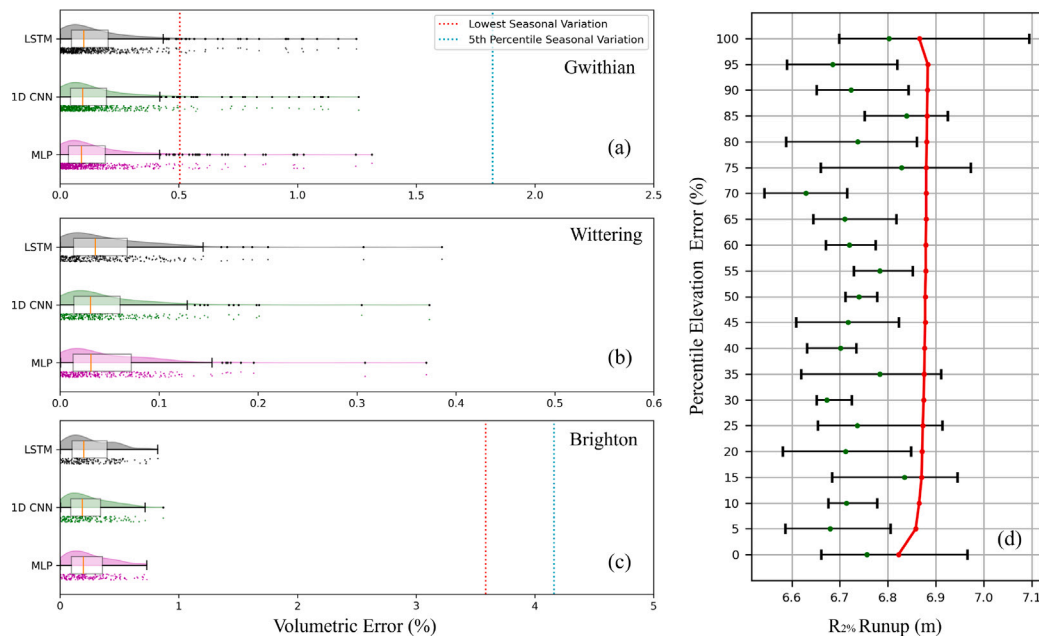 Lowest Seasonal Variation
5th Percentile Seasonal Variation
Gwithian
LSTM
1D CNN
MLP
(a)
0.0 0.5 1.0 1.5 2.0 2.5
Wittering
LSTM
1D CNN
MLP
(b)
0.0 0.1 0.2 0.3 0.4 0.5 0.6
Brighton
LSTM
1D CNN
MLP
(c)
0 1 2 3 4 5
Volumetric Error (%)
Percentile Elevation Error (%)
100
95
90
85
80
75
70
65
60
55
50
45
40
35
30
25
20
15
10
5
0
(d)
6.6 6.7 6.8 6.9 7.0 7.1
R2% Runup (m)